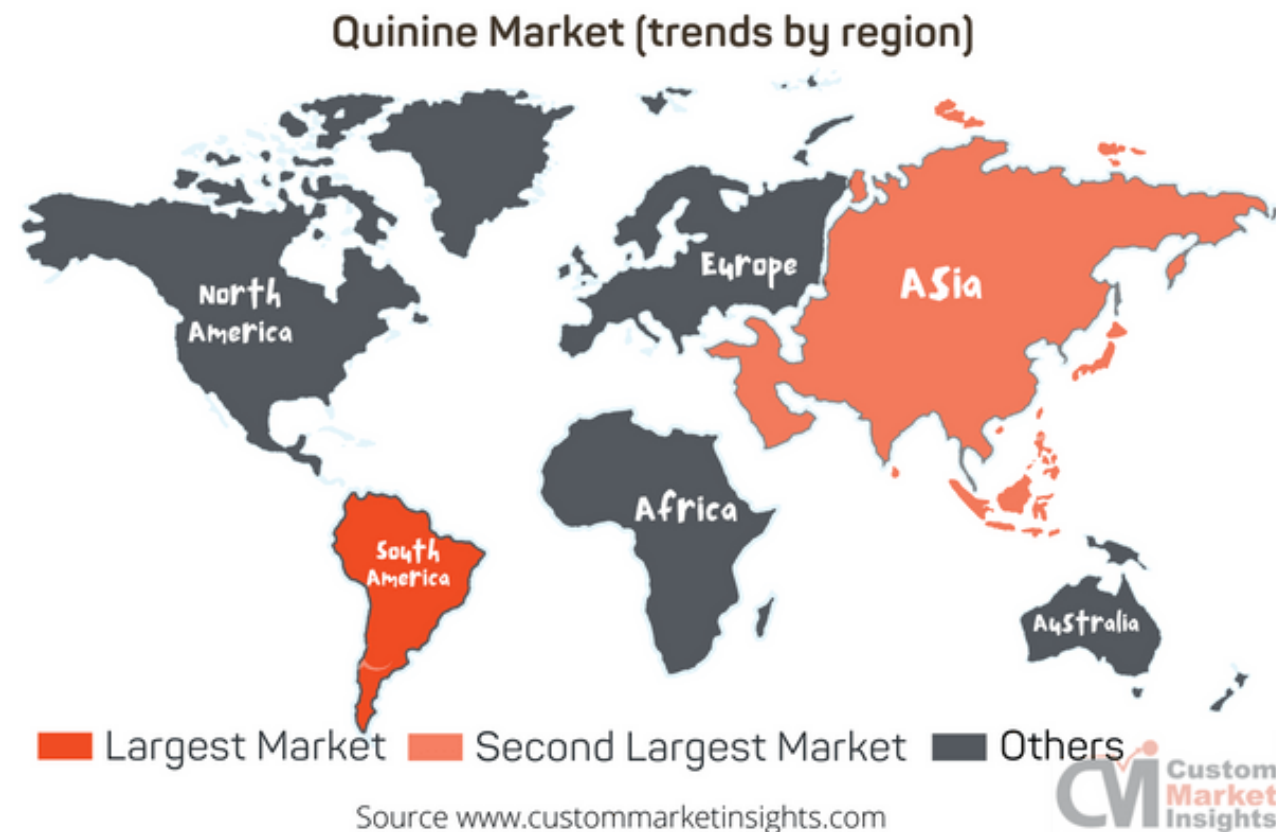 Quinine Market (trends by region)
North
America
Europe
Asia
South
America
Africa
Australia
Largest Market
Second Largest Market
Others
Source www.custommarketinsights.com
CMI
Custom
Market
Insights